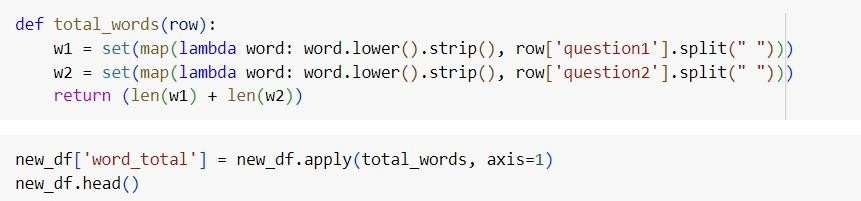 def total_words(row):
    w1 = set(map(lambda word: word.lower().strip(), row['question1'].split(" ")))
    w2 = set(map(lambda word: word.lower().strip(), row['question2'].split(" ")))
    return (len(w1) + len(w2))
new_df['word_total'] = new_df.apply(total_words, axis=1)
new_df.head()